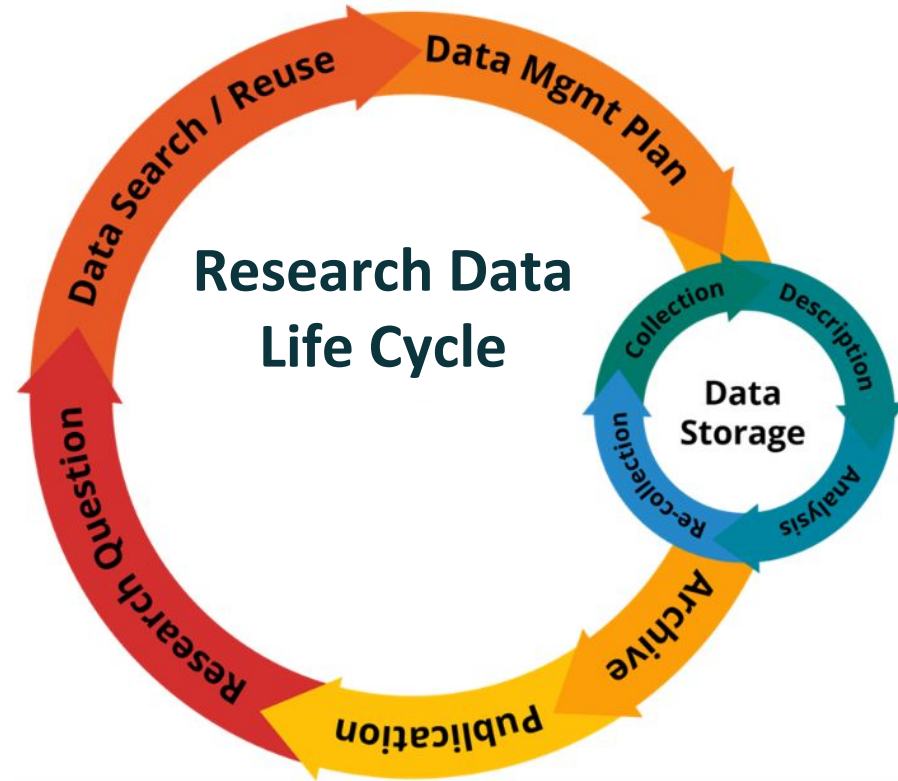 Research Data
Life Cycle
Data Search / Reuse
Data Mgmt Plan
Collection
Description
Analysis
Re-collection
Data
Storage
Archive
Publication
Research Question